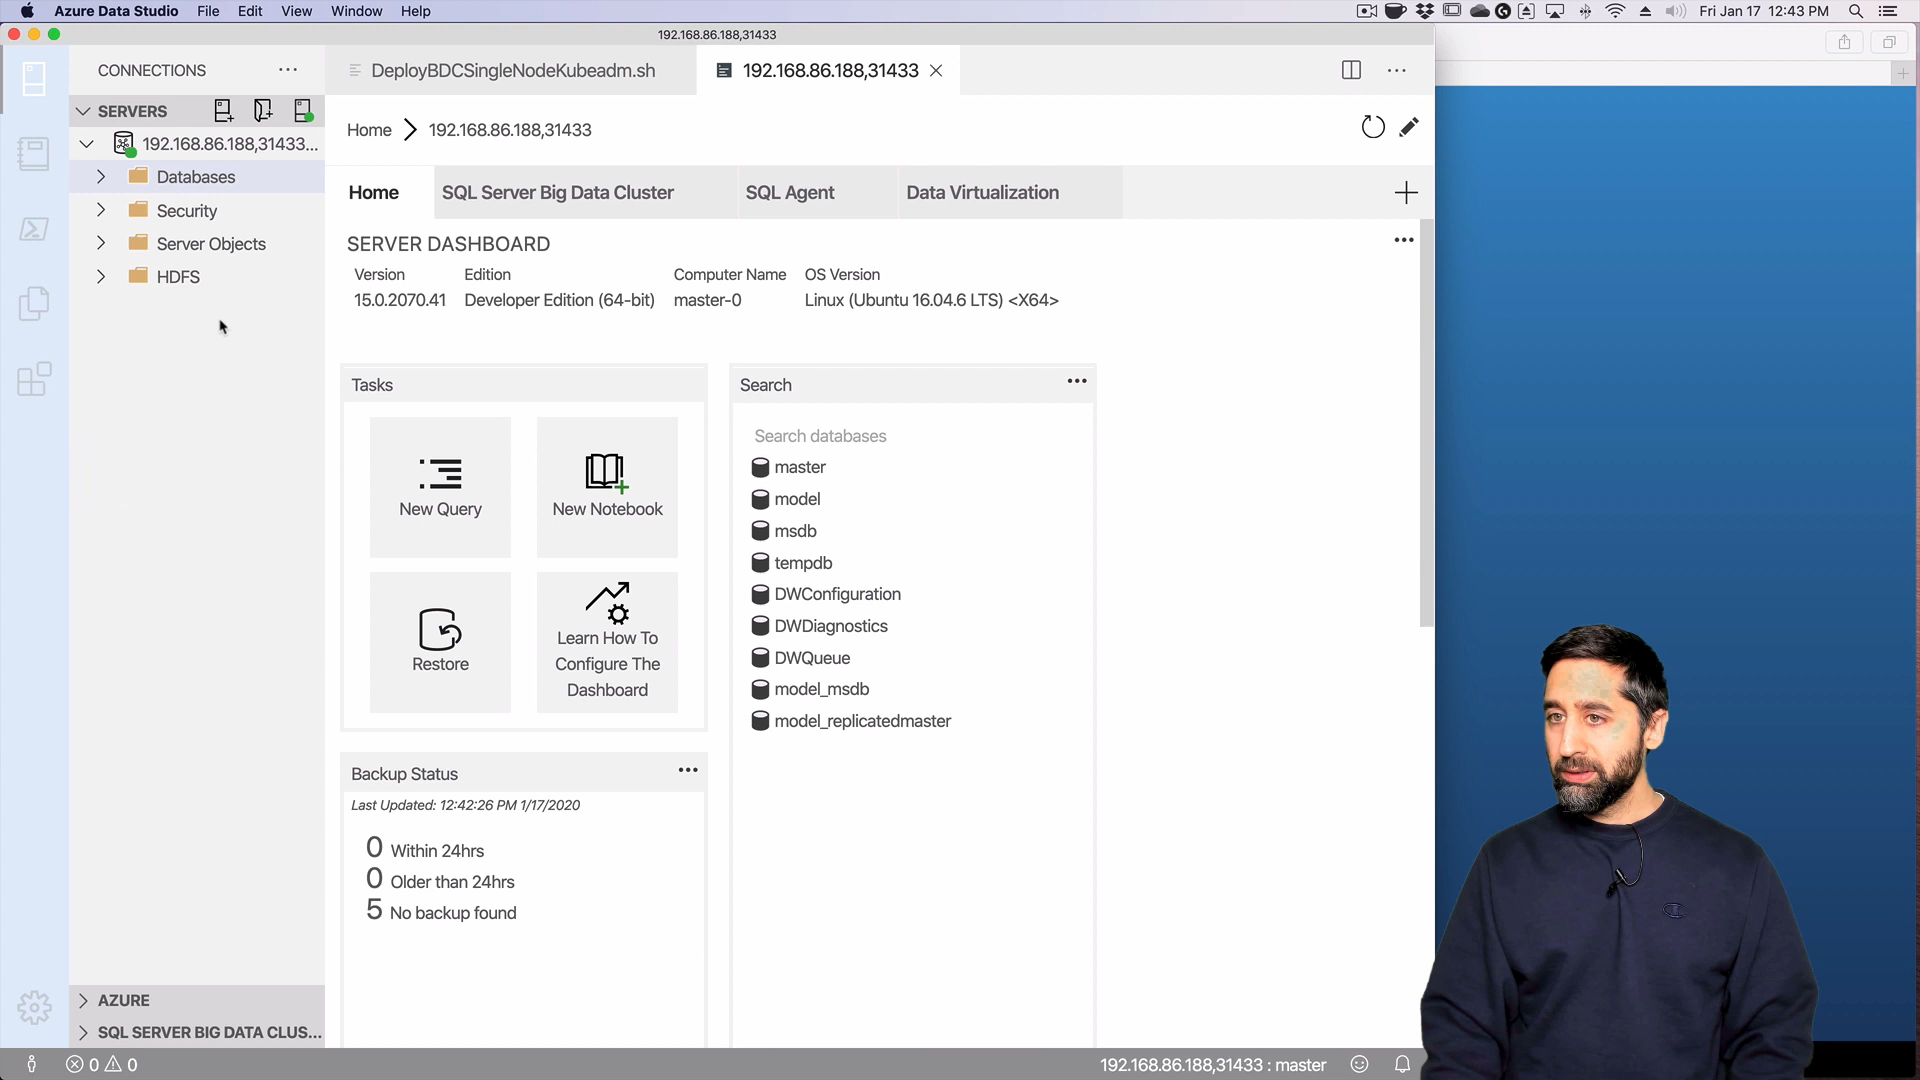 Azure Data Studio File Edit View Window Help Fri Jan 17 12:43 PM
192.168.86.188,31433
CONNECTIONS
DeployBDCSingleNodeKubeadm.sh
192.168.86.188,31433
SERVERS
192.168.86.188,31433...
Databases
Security
Server Objects
HDFS
Home 192.168.86.188,31433
Home SQL Server Big Data Cluster SQL Agent Data Virtualization
SERVER DASHBOARD
Version Edition Computer Name OS Version
15.0.2070.41 Developer Edition (64-bit) master-0 Linux (Ubuntu 16.04.6 LTS) <X64>
Tasks
New Query
New Notebook
Restore
Learn How To
Configure The
Dashboard
Search
Search databases
master
model
msdb
tempdb
DWConfiguration
DWDiagnostics
DWQueue
model_msdb
model_replicatedmaster
Backup Status
Last Updated: 12:42:26 PM 1/17/2020
0 Within 24hrs
0 Older than 24hrs
5 No backup found
AZURE
SQL SERVER BIG DATA CLUS...
0 0
192.168.86.188,31433 : master